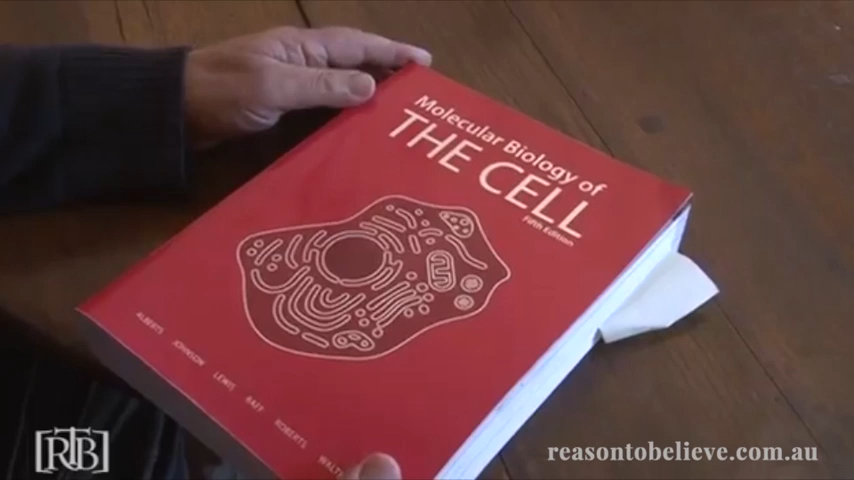 Molecular Biology of
THE CELL
Fifth Edition
ALBERTS JOHNSON LEWIS RAFF ROBERTS
RTB
reasontobelieve.com.au